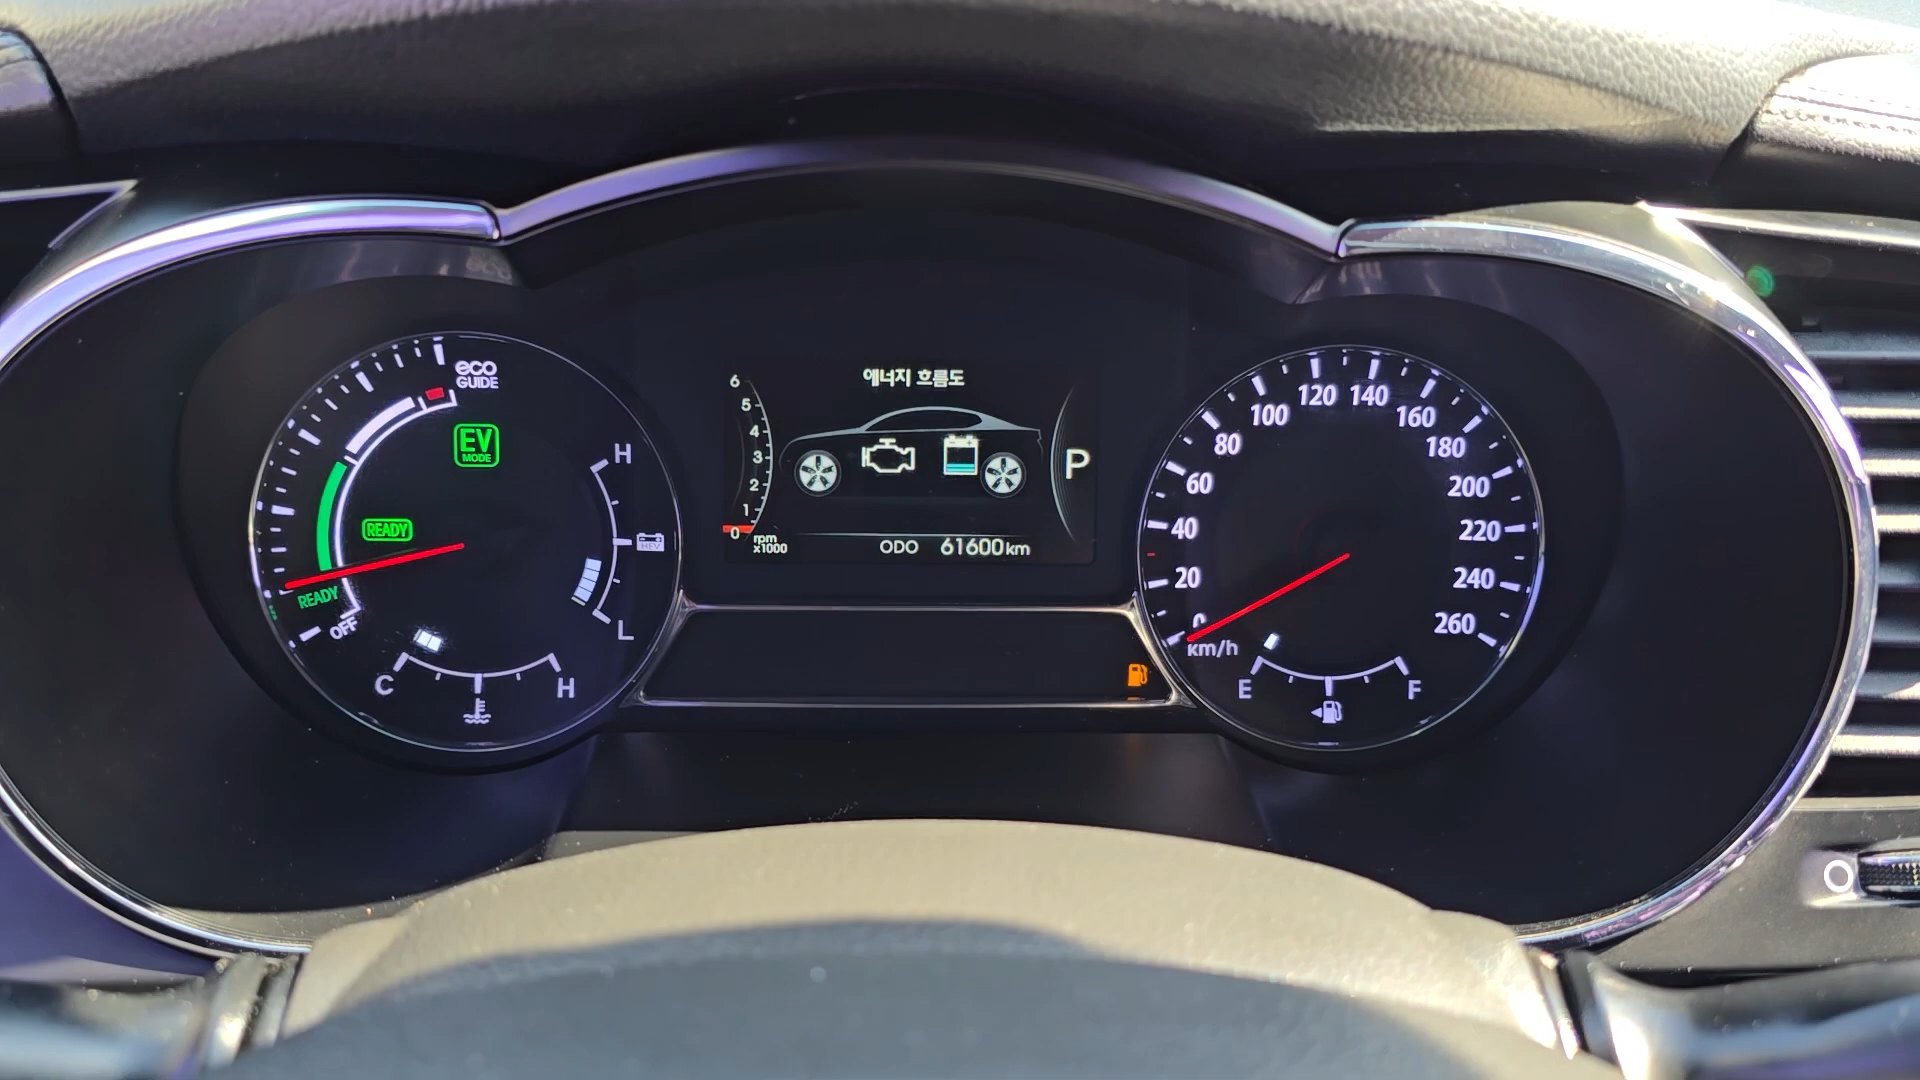 eco
GUIDE
EV
MODE
READY
READY
OFF
H
HEV
L
C
H
에너지 흐름도
6
5
4
3
2
1
0
rpm
x1000
P
ODO 61600km
0
20
40
60
80
100
120
140
160
180
200
220
240
260
km/h
E
F